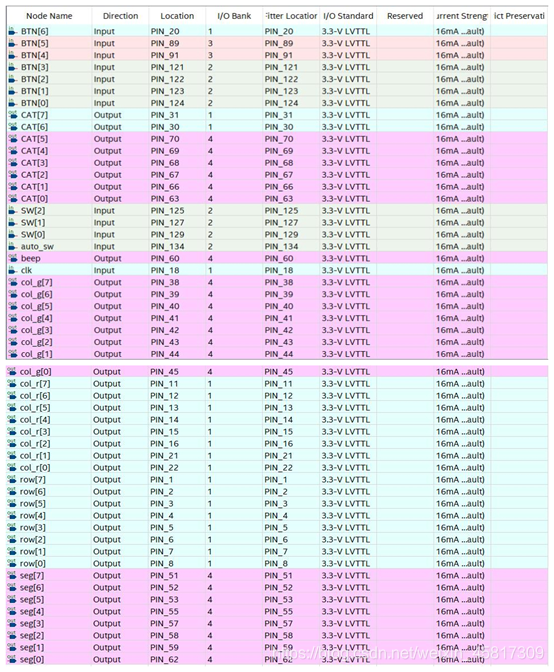 Node Name Direction Location I/O Bank Fitter Location I/O Standard Reserved urrent Streng ict Preservati
BTN[6] Input PIN_20 1 PIN_20 3.3-V LVTTL 16mA ...ault)
BTN[5] Input PIN_89 3 PIN_89 3.3-V LVTTL 16mA ...ault)
BTN[4] Input PIN_91 3 PIN_91 3.3-V LVTTL 16mA ...ault)
BTN[3] Input PIN_121 2 PIN_121 3.3-V LVTTL 16mA ...ault)
BTN[2] Input PIN_122 2 PIN_122 3.3-V LVTTL 16mA ...ault)
BTN[1] Input PIN_123 2 PIN_123 3.3-V LVTTL 16mA ...ault)
BTN[0] Input PIN_124 2 PIN_124 3.3-V LVTTL 16mA ...ault)
CAT[7] Output PIN_31 1 PIN_31 3.3-V LVTTL 16mA ...ault)
CAT[6] Output PIN_30 1 PIN_30 3.3-V LVTTL 16mA ...ault)
CAT[5] Output PIN_70 4 PIN_70 3.3-V LVTTL 16mA ...ault)
CAT[4] Output PIN_69 4 PIN_69 3.3-V LVTTL 16mA ...ault)
CAT[3] Output PIN_68 4 PIN_68 3.3-V LVTTL 16mA ...ault)
CAT[2] Output PIN_67 4 PIN_67 3.3-V LVTTL 16mA ...ault)
CAT[1] Output PIN_66 4 PIN_66 3.3-V LVTTL 16mA ...ault)
CAT[0] Output PIN_63 4 PIN_63 3.3-V LVTTL 16mA ...ault)
SW[2] Input PIN_125 2 PIN_125 3.3-V LVTTL 16mA ...ault)
SW[1] Input PIN_127 2 PIN_127 3.3-V LVTTL 16mA ...ault)
SW[0] Input PIN_129 2 PIN_129 3.3-V LVTTL 16mA ...ault)
auto_sw Input PIN_134 2 PIN_134 3.3-V LVTTL 16mA ...ault)
beep Output PIN_60 4 PIN_60 3.3-V LVTTL 16mA ...ault)
clk Input PIN_18 1 PIN_18 3.3-V LVTTL 16mA ...ault)
col_g[7] Output PIN_38 4 PIN_38 3.3-V LVTTL 16mA ...ault)
col_g[6] Output PIN_39 4 PIN_39 3.3-V LVTTL 16mA ...ault)
col_g[5] Output PIN_40 4 PIN_40 3.3-V LVTTL 16mA ...ault)
col_g[4] Output PIN_41 4 PIN_41 3.3-V LVTTL 16mA ...ault)
col_g[3] Output PIN_42 4 PIN_42 3.3-V LVTTL 16mA ...ault)
col_g[2] Output PIN_43 4 PIN_43 3.3-V LVTTL 16mA ...ault)
col_g[1] Output PIN_44 4 PIN_44 3.3-V LVTTL 16mA ...ault)
col_g[0] Output PIN_45 4 PIN_45 3.3-V LVTTL 16mA ...ault)
col_r[7] Output PIN_11 1 PIN_11 3.3-V LVTTL 16mA ...ault)
col_r[6] Output PIN_12 1 PIN_12 3.3-V LVTTL 16mA ...ault)
col_r[5] Output PIN_13 1 PIN_13 3.3-V LVTTL 16mA ...ault)
col_r[4] Output PIN_14 1 PIN_14 3.3-V LVTTL 16mA ...ault)
col_r[3] Output PIN_15 1 PIN_15 3.3-V LVTTL 16mA ...ault)
col_r[2] Output PIN_16 1 PIN_16 3.3-V LVTTL 16mA ...ault)
col_r[1] Output PIN_21 1 PIN_21 3.3-V LVTTL 16mA ...ault)
col_r[0] Output PIN_22 1 PIN_22 3.3-V LVTTL 16mA ...ault)
row[7] Output PIN_1 1 PIN_1 3.3-V LVTTL 16mA ...ault)
row[6] Output PIN_2 1 PIN_2 3.3-V LVTTL 16mA ...ault)
row[5] Output PIN_3 1 PIN_3 3.3-V LVTTL 16mA ...ault)
row[4] Output PIN_4 1 PIN_4 3.3-V LVTTL 16mA ...ault)
row[3] Output PIN_5 1 PIN_5 3.3-V LVTTL 16mA ...ault)
row[2] Output PIN_6 1 PIN_6 3.3-V LVTTL 16mA ...ault)
row[1] Output PIN_7 1 PIN_7 3.3-V LVTTL 16mA ...ault)
row[0] Output PIN_8 1 PIN_8 3.3-V LVTTL 16mA ...ault)
seg[7] Output PIN_51 4 PIN_51 3.3-V LVTTL 16mA ...ault)
seg[6] Output PIN_52 4 PIN_52 3.3-V LVTTL 16mA ...ault)
seg[5] Output PIN_53 4 PIN_53 3.3-V LVTTL 16mA ...ault)
seg[4] Output PIN_55 4 PIN_55 3.3-V LVTTL 16mA ...ault)
seg[3] Output PIN_57 4 PIN_57 3.3-V LVTTL 16mA ...ault)
seg[2] Output PIN_58 4 PIN_58 3.3-V LVTTL 16mA ...ault)
seg[1] Output PIN_59 4 PIN_59 3.3-V LVTTL 16mA ...ault)
seg[0] Output PIN_62 4 PIN_62 3.3-V LVTTL 16mA ...ault)